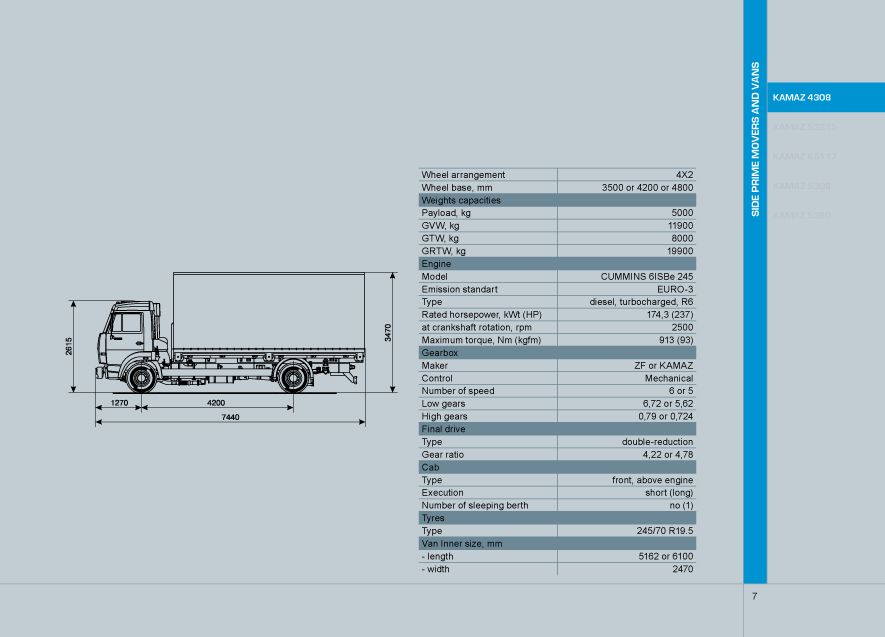 SIDE PRIME MOVERS AND VANS
KAMAZ 4308
KAMAZ 53215
KAMAZ 65117
KAMAZ 5308
KAMAZ 5360
Wheel arrangement 4X2
Wheel base, mm 3500 or 4200 or 4800
Weights capacities
Payload, kg 5000
GVW, kg 11900
GTW, kg 8000
GRTW, kg 19900
Engine
Model CUMMINS 6ISBe 245
Emission standart EURO-3
Type diesel, turbocharged, R6
Rated horsepower, kWt (HP) 174,3 (237)
at crankshaft rotation, rpm 2500
Maximum torque, Nm (kgfm) 913 (93)
Gearbox
Maker ZF or KAMAZ
Control Mechanical
Number of speed 6 or 5
Low gears 6,72 or 5,62
High gears 0,79 or 0,724
Final drive
Type double-reduction
Gear ratio 4,22 or 4,78
Cab
Type front, above engine
Execution short (long)
Number of sleeping berth no (1)
Tyres
Type 245/70 R19.5
Van Inner size, mm
- length 5162 or 6100
- width 2470
2615
3470
1270
4200
7440
7